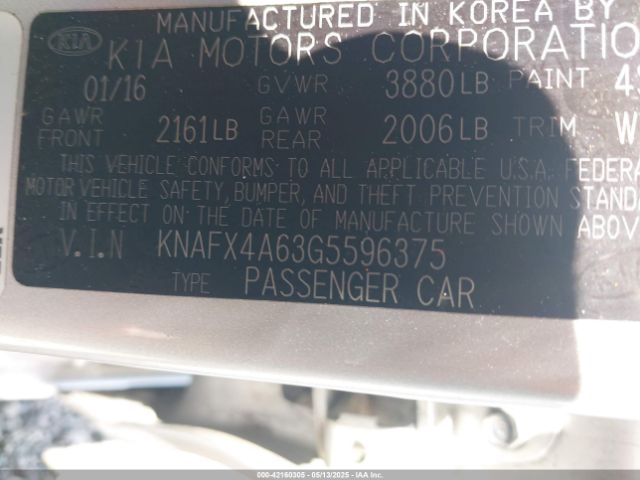 MANUFACTURED IN KOREA BY
KIA KIA MOTORS CORPORATION
01/16 GVWR 3880LB PAINT
GAWR FRONT 2161LB GAWR REAR 2006LB TRIM
THIS VEHICLE CONFORMS TO ALL APPLICABLE U.S.A. FEDERA
MOTOR VEHICLE SAFETY, BUMPER, AND THEFT PREVENTION STANDA
IN EFFECT ON THE DATE OF MANUFACTURE SHOWN ABOV
V.I.N KNAFX4A63G5596375
TYPE PASSENGER CAR
000-42160305 - 05/13/2025 - IAA Inc.